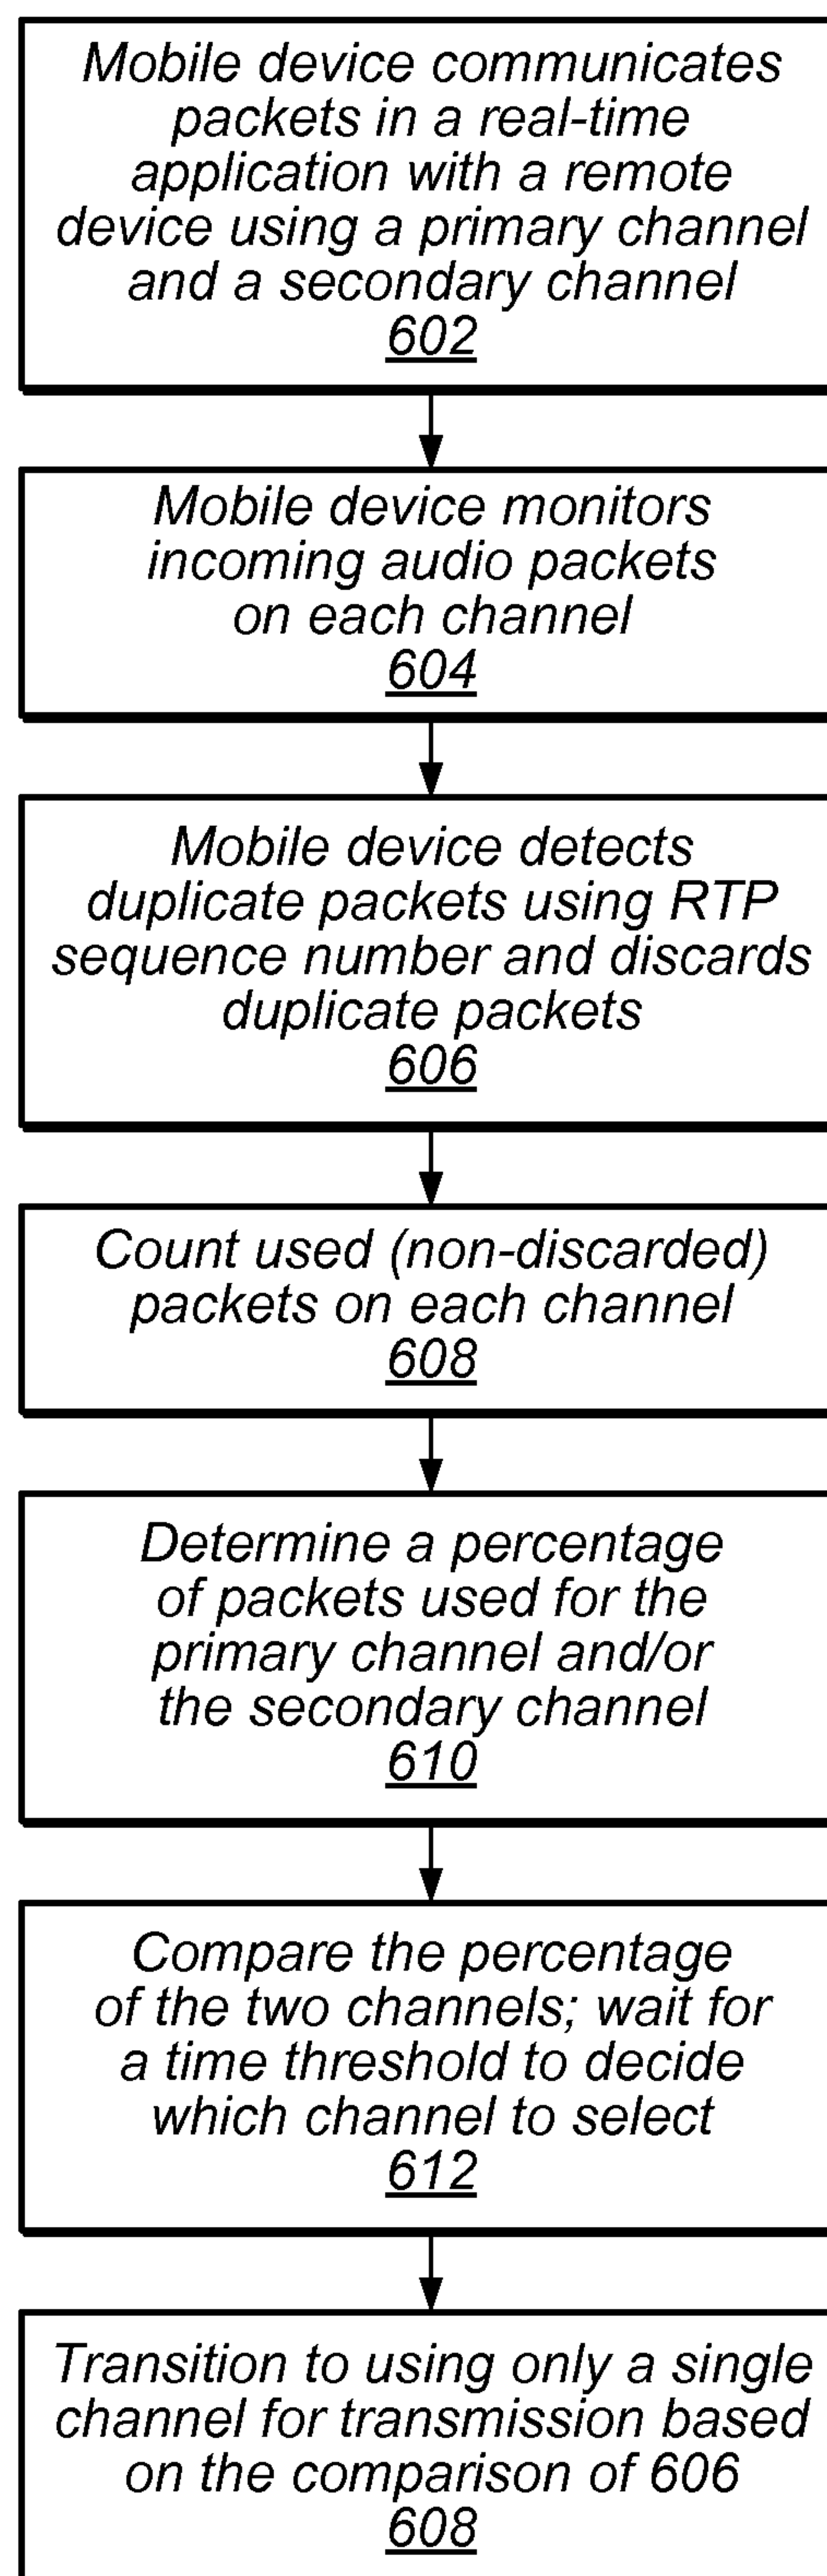 Mobile device communicates
packets in a real-time
application with a remote
device using a primary channel
and a secondary channel
602
Mobile device monitors
incoming audio packets
on each channel
604
Mobile device detects
duplicate packets using RTP
sequence number and discards
duplicate packets
606
Count used (non-discarded)
packets on each channel
608
Determine a percentage
of packets used for the
primary channel and/or
the secondary channel
610
Compare the percentage
of the two channels; wait for
a time threshold to decide
which channel to select
612
Transition to using only a single
channel for transmission based
on the comparison of 606
608